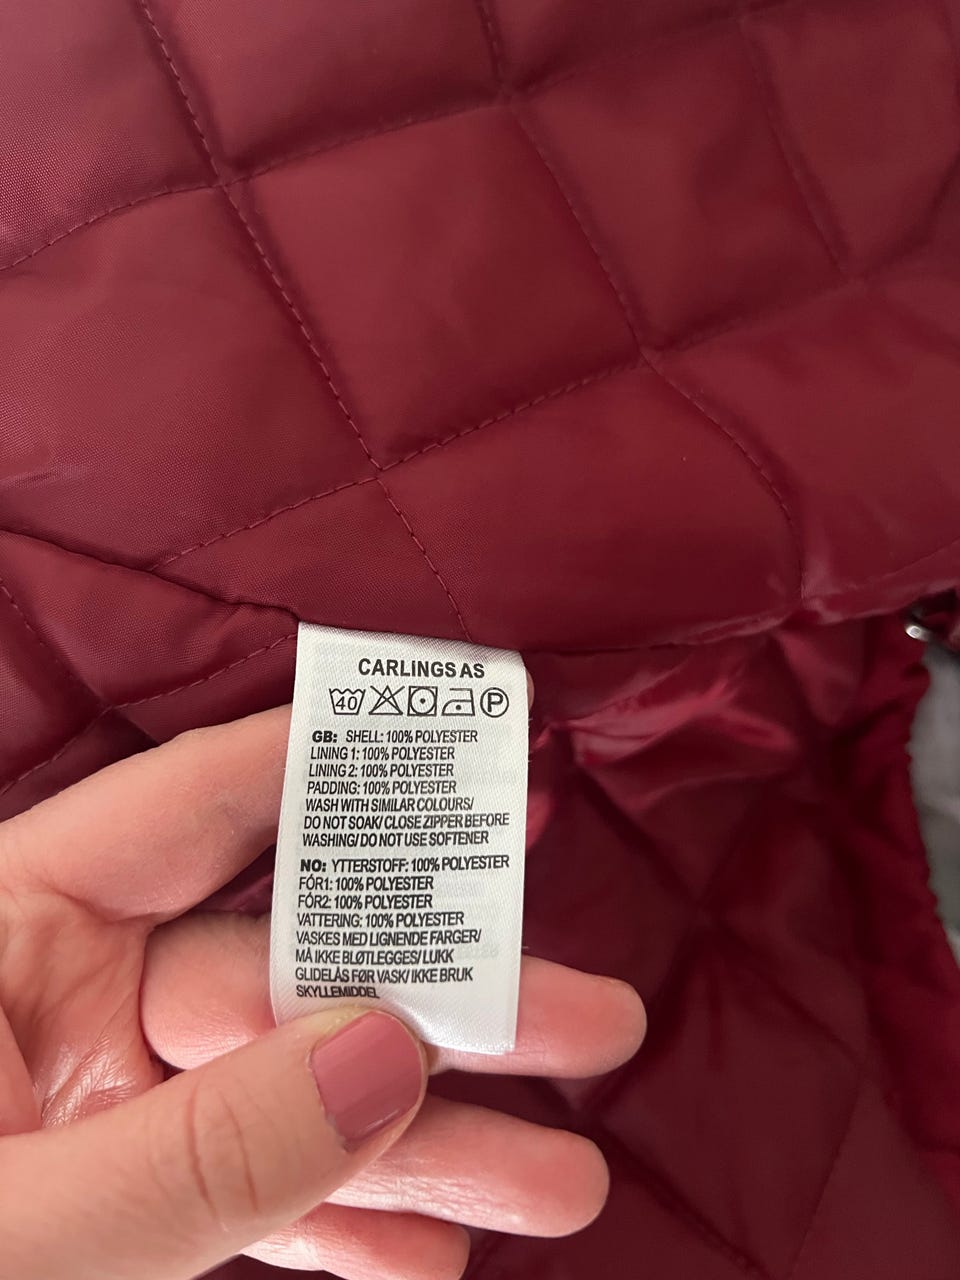 CARLINGS AS
40 P
GB: SHELL: 100% POLYESTER
LINING 1: 100% POLYESTER
LINING 2: 100% POLYESTER
PADDING: 100% POLYESTER
WASH WITH SIMILAR COLOURS/
DO NOT SOAK/ CLOSE ZIPPER BEFORE
WASHING/ DO NOT USE SOFTENER
NO: YTTERSTOFF: 100% POLYESTER
FÓR1: 100% POLYESTER
FÓR2: 100% POLYESTER
VATTERING: 100% POLYESTER
VASKES MED LIGNENDE FARGER/
MÅ IKKE BLØTLEGGES/ LUKK
GLIDELÅS FØR VASK/ IKKE BRUK
SKYLLEMIDDEL